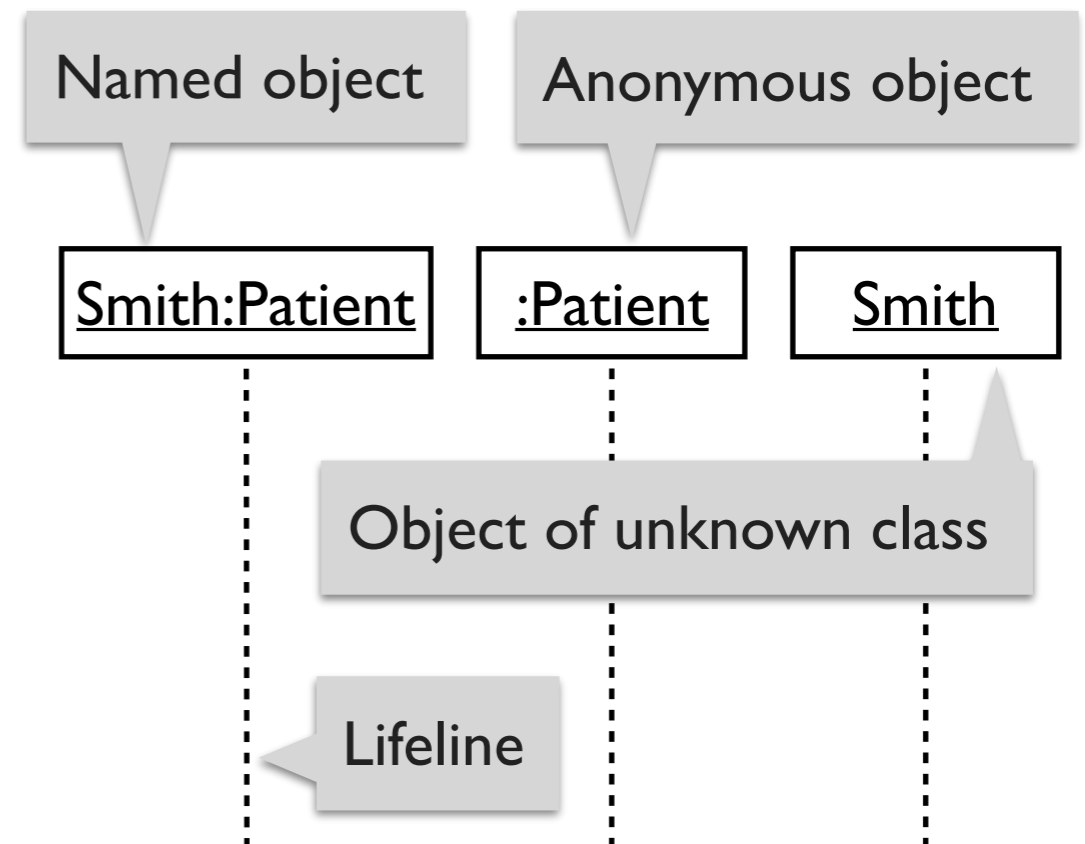 Named object
Anonymous object
Smith:Patient
:Patient
Smith
Object of unknown class
Lifeline